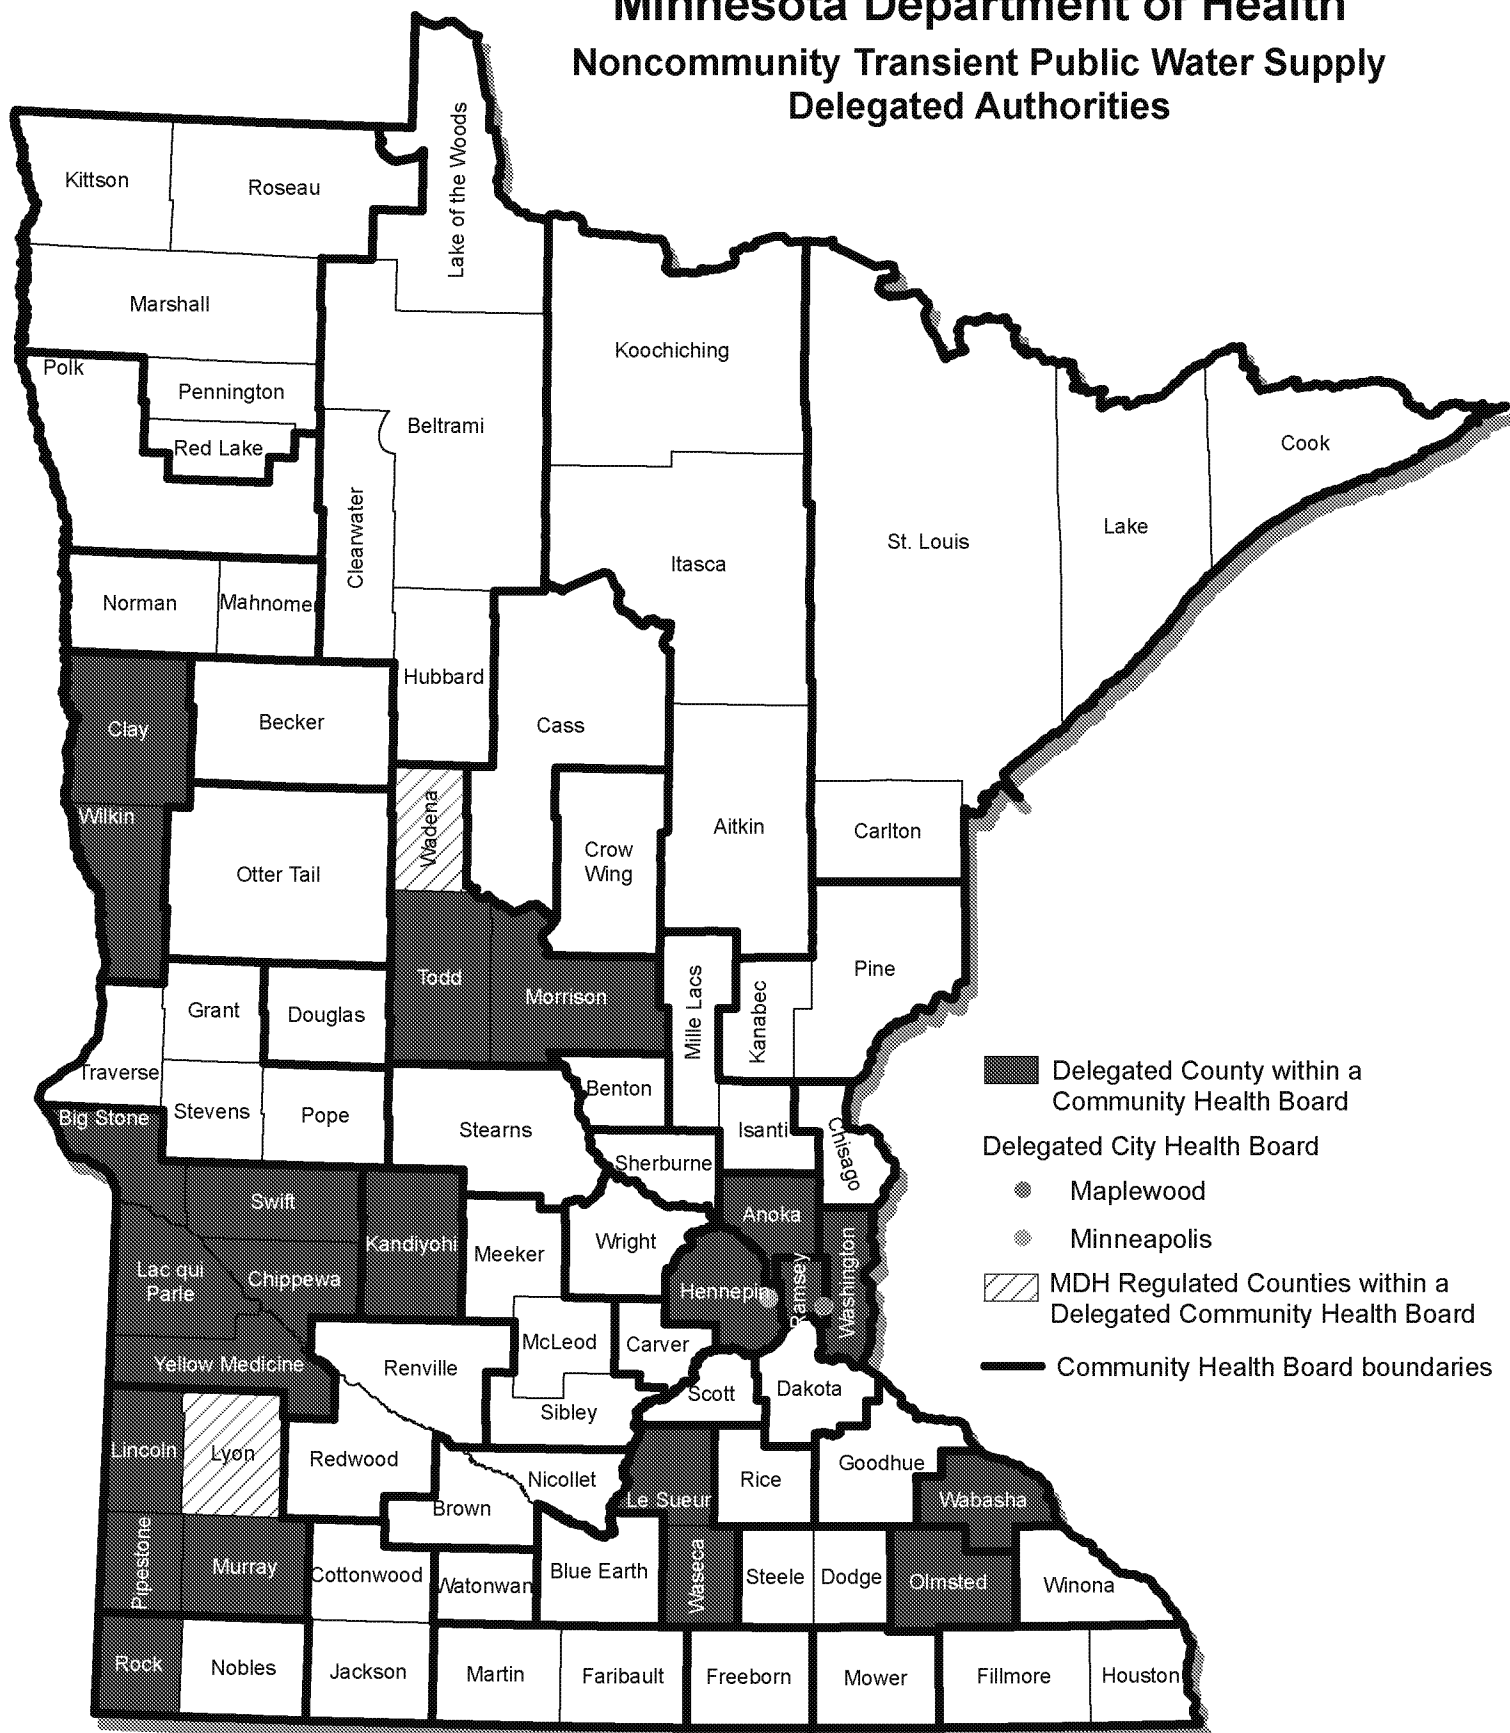 Minnesota Department of Health
Noncommunity Transient Public Water Supply
Delegated Authorities
Kittson
Roseau
Lake of the Woods
Marshall
Koochiching
Polk
Pennington
Beltrami
Red Lake
Cook
Clearwater
Lake
St. Louis
Itasca
Norman
Mahnome
Hubbard
Clay
Becker
Cass
Wilkin
Wadena
Aitkin
Carlton
Crow
Wing
Otter Tail
Todd
Morrison
Mille Lacs
Kanabec
Pine
Grant
Douglas
Traverse
Benton
Big Stone
Stevens
Pope
Stearns
Isanti
Chisago
Sherburne
Swift
Anoka
Kandiyohi
Meeker
Wright
Washington
Lac qui
Parle
Chippewa
Hennepin
Ramsey
McLeod
Carver
Yellow Medicine
Renville
Scott
Dakota
Sibley
Lincoln
Lyon
Redwood
Nicollet
Rice
Goodhue
Le Sueur
Wabasha
Brown
Pipestone
Murray
Cottonwood
Watonwan
Blue Earth
Waseca
Steele
Dodge
Olmsted
Winona
Rock
Nobles
Jackson
Martin
Faribault
Freeborn
Mower
Fillmore
Houston
Delegated County within a
Community Health Board
Delegated City Health Board
Maplewood
Minneapolis
MDH Regulated Counties within a
Delegated Community Health Board
Community Health Board boundaries